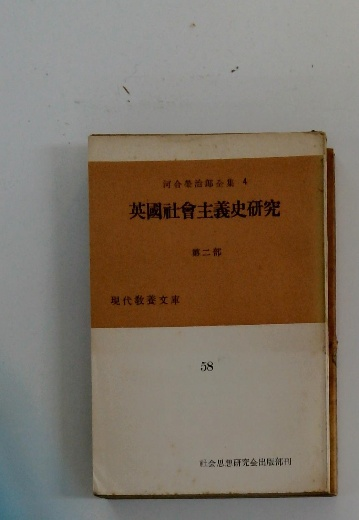 河合榮治郎全集 4
英國社會主義史研究
第二部
現代教養文庫
58
社会思想研究会出版部刊